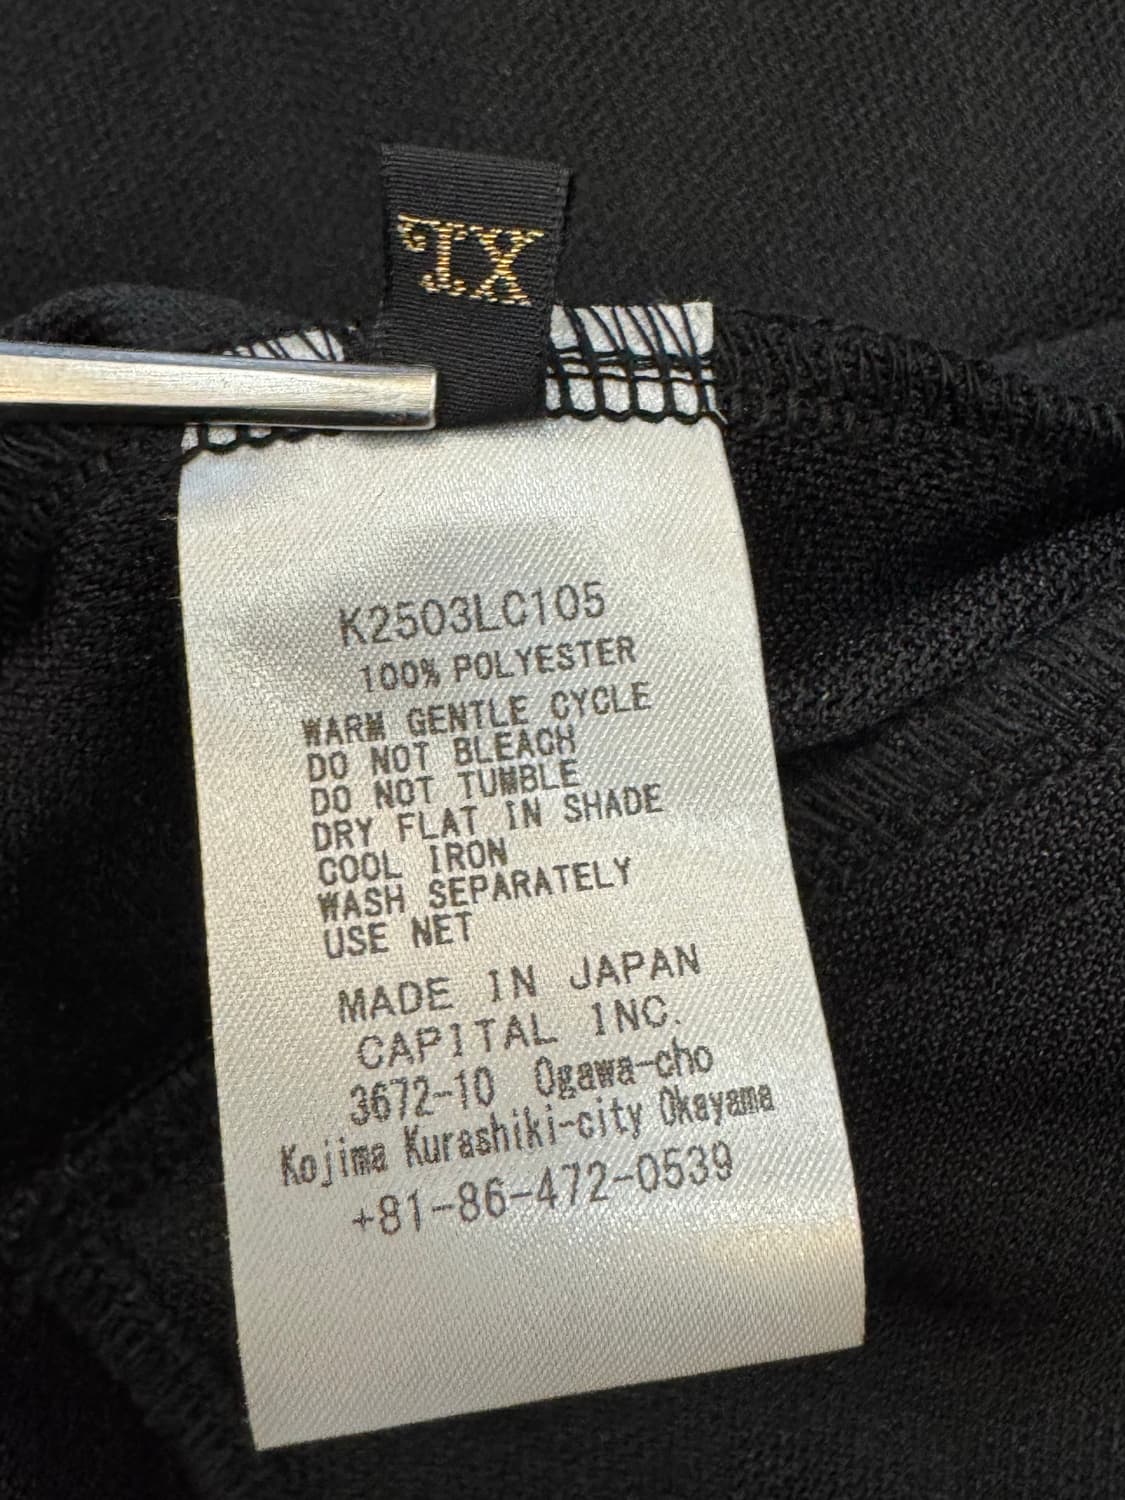 XL
K2503LC105
100% POLYESTER
WARM GENTLE CYCLE
DO NOT BLEACH
DO NOT TUMBLE
DRY FLAT IN SHADE
COOL IRON
WASH SEPARATELY
USE NET
MADE IN JAPAN
CAPITAL INC.
3672-10 Ogawa-cho
Kojima Kurashiki-city Okayama
+81-86-472-0539